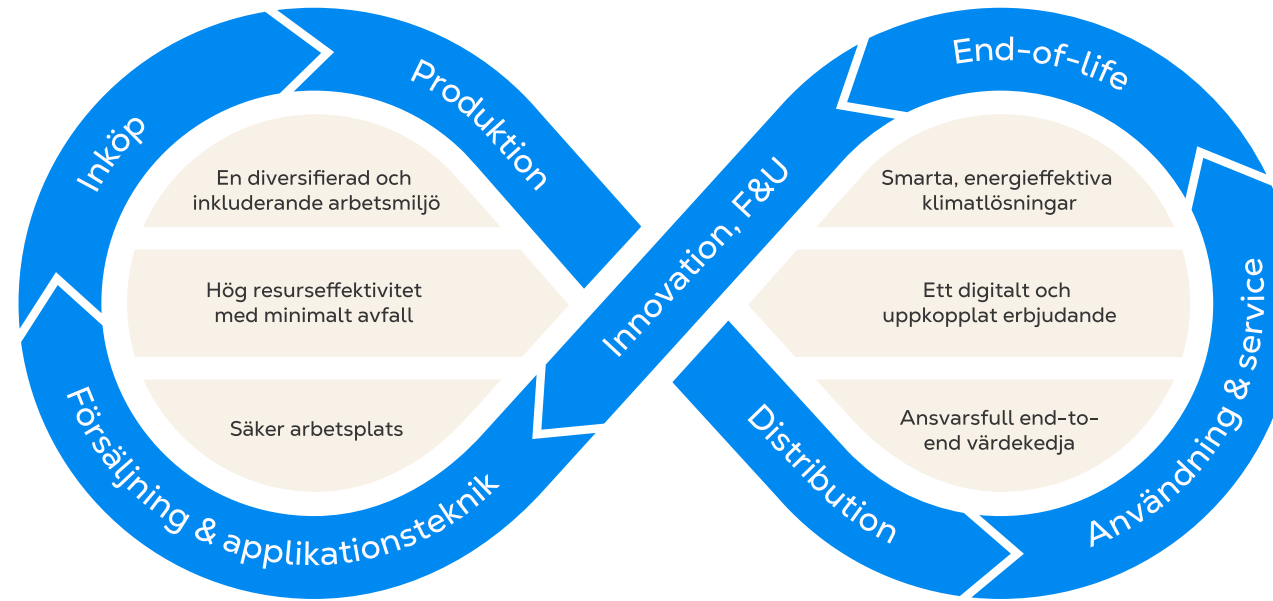 Inköp
Produktion
Försäljning & applikationsteknik
En diversifierad och
inkluderande arbetsmiljö
Hög resurseffektivitet
med minimalt avfall
Säker arbetsplats
Innovation, F&U
End-of-life
Användning & service
Distribution
Smarta, energieffektiva
klimatlösningar
Ett digitalt och
uppkopplat erbjudande
Ansvarsfull end-to-
end värdekedja